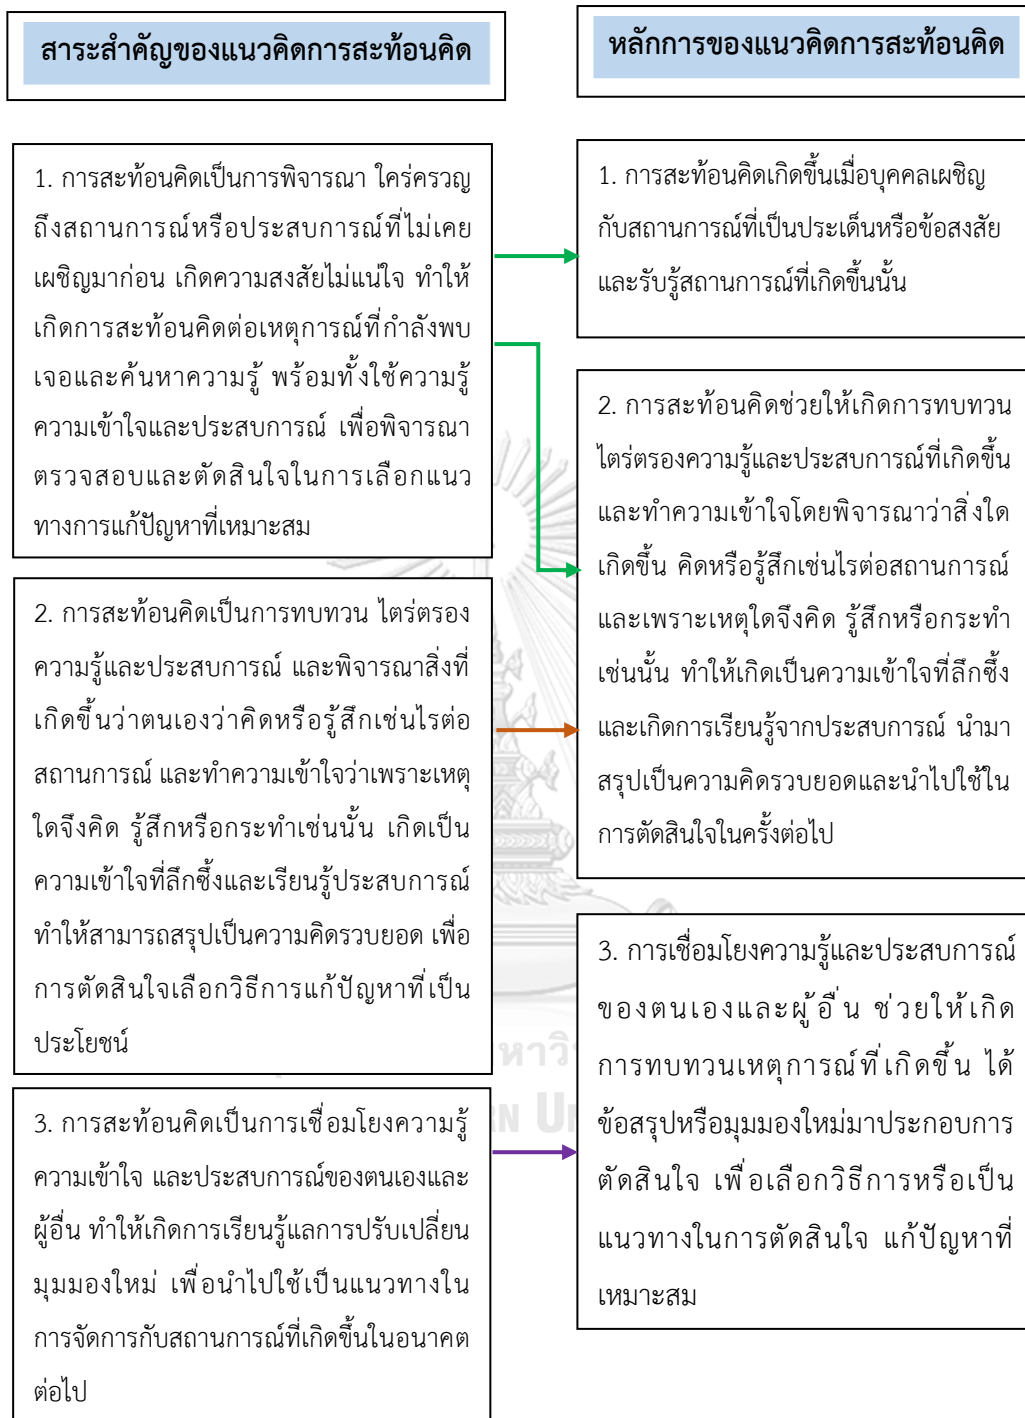 สาระสำคัญของแนวคิดการสะท้อนคิด
1. การสะท้อนคิดเป็นการพิจารณา ใคร่ครวญ
ถึงสถานการณ์หรือประสบการณ์ที่ไม่เคย
เผชิญมาก่อน เกิดความสงสัยไม่แน่ใจ ทำให้
เกิดการสะท้อนคิดต่อเหตุการณ์ที่กำลังพบ
เจอและค้นหาความรู้ พร้อมทั้งใช้ความรู้
ความเข้าใจและประสบการณ์ เพื่อพิจารณา
ตรวจสอบและตัดสินใจในการเลือกแนว
ทางการแก้ปัญหาที่เหมาะสม
2. การสะท้อนคิดเป็นการทบทวน ไตร่ตรอง
ความรู้และประสบการณ์ และพิจารณาสิ่งที่
เกิดขึ้นว่าตนเองว่าคิดหรือรู้สึกเช่นไรต่อ
สถานการณ์ และทำความเข้าใจว่าเพราะเหตุ
ใดจึงคิด รู้สึกหรือกระทำเช่นนั้น เกิดเป็น
ความเข้าใจที่ลึกซึ้งและเรียนรู้ประสบการณ์
ทำให้สามารถสรุปเป็นความคิดรวบยอด เพื่อ
การตัดสินใจเลือกวิธีการแก้ปัญหาที่เป็น
ประโยชน์
3. การสะท้อนคิดเป็นการเชื่อมโยงความรู้
ความเข้าใจ และประสบการณ์ของตนเองและ
ผู้อื่น ทำให้เกิดการเรียนรู้แลการปรับเปลี่ยน
มุมมองใหม่ เพื่อนำไปใช้เป็นแนวทางใน
การจัดการกับสถานการณ์ที่เกิดขึ้นในอนาคต
ต่อไป
หลักการของแนวคิดการสะท้อนคิด
1. การสะท้อนคิดเกิดขึ้นเมื่อบุคคลเผชิญ
กับสถานการณ์ที่เป็นประเด็นหรือข้อสงสัย
และรับรู้สถานการณ์ที่เกิดขึ้นนั้น
2. การสะท้อนคิดช่วยให้เกิดการทบทวน
ไตร่ตรองความรู้และประสบการณ์ที่เกิดขึ้น
และทำความเข้าใจโดยพิจารณาว่าสิ่งใด
เกิดขึ้น คิดหรือรู้สึกเช่นไรต่อสถานการณ์
และเพราะเหตุใดจึงคิด รู้สึกหรือกระทำ
เช่นนั้น ทำให้เกิดเป็นความเข้าใจที่ลึกซึ้ง
และเกิดการเรียนรู้จากประสบการณ์ นำมา
สรุปเป็นความคิดรวบยอดและนำไปใช้ใน
การตัดสินใจในครั้งต่อไป
3. การเชื่อมโยงความรู้และประสบการณ์
ของตนเองและผู้อื่น ช่วยให้เกิด
การทบทวนเหตุการณ์ที่เกิดขึ้น ได้
ข้อสรุปหรือมุมมองใหม่มาประกอบการ
ตัดสินใจ เพื่อเลือกวิธีการหรือเป็น
แนวทางในการตัดสินใจ แก้ปัญหาที่
เหมาะสม